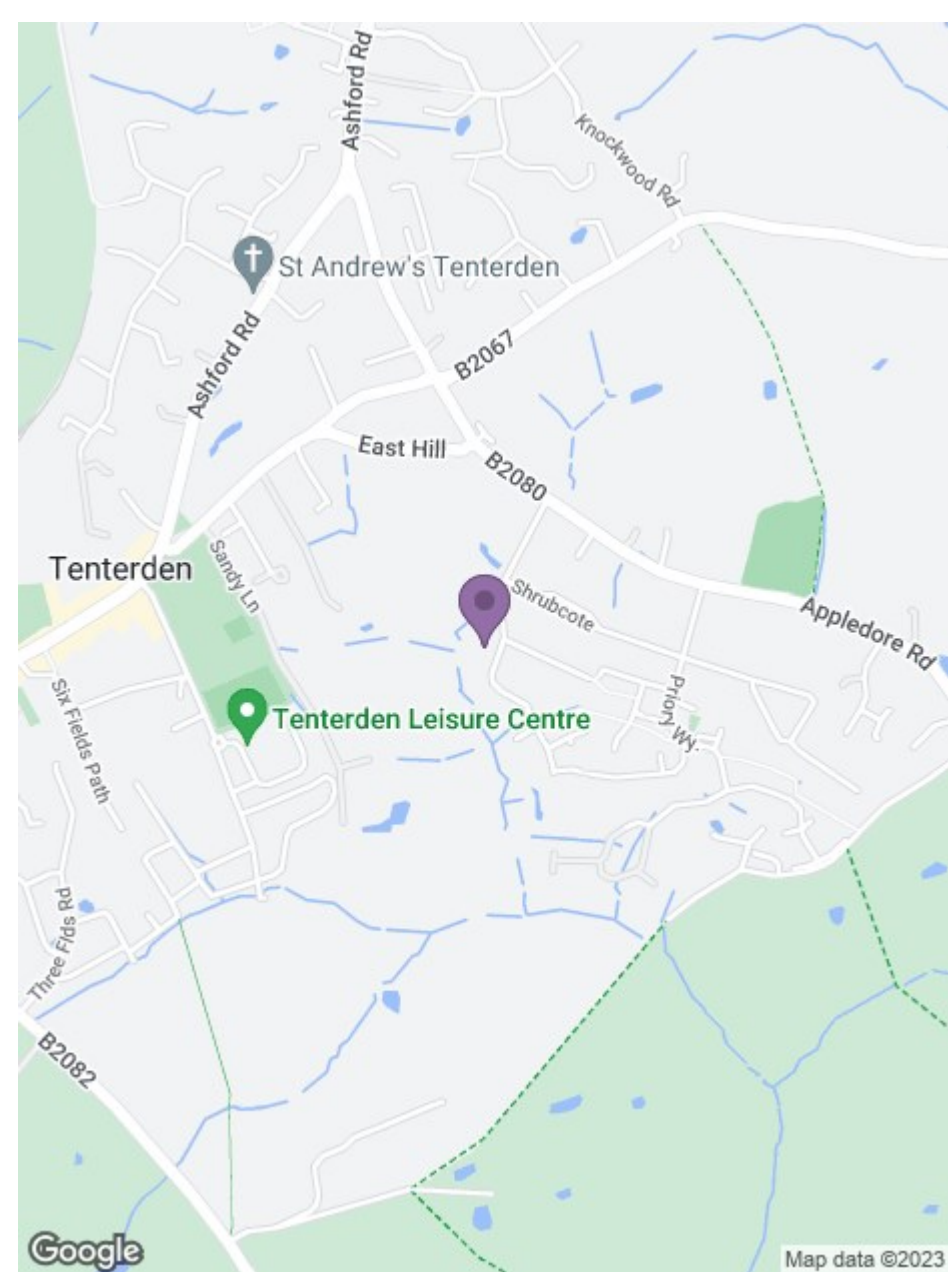 Ashford Rd
Knockwood Rd
St Andrew's Tenterden
Ashford Rd
B2067
East Hill
B2080
Tenterden
Sandy Ln
Shrubcote
Appledore Rd
Six Fields Path
Priory Wy.
Tenterden Leisure Centre
Three Flds Rd
B2082
Google
Map data ©2023